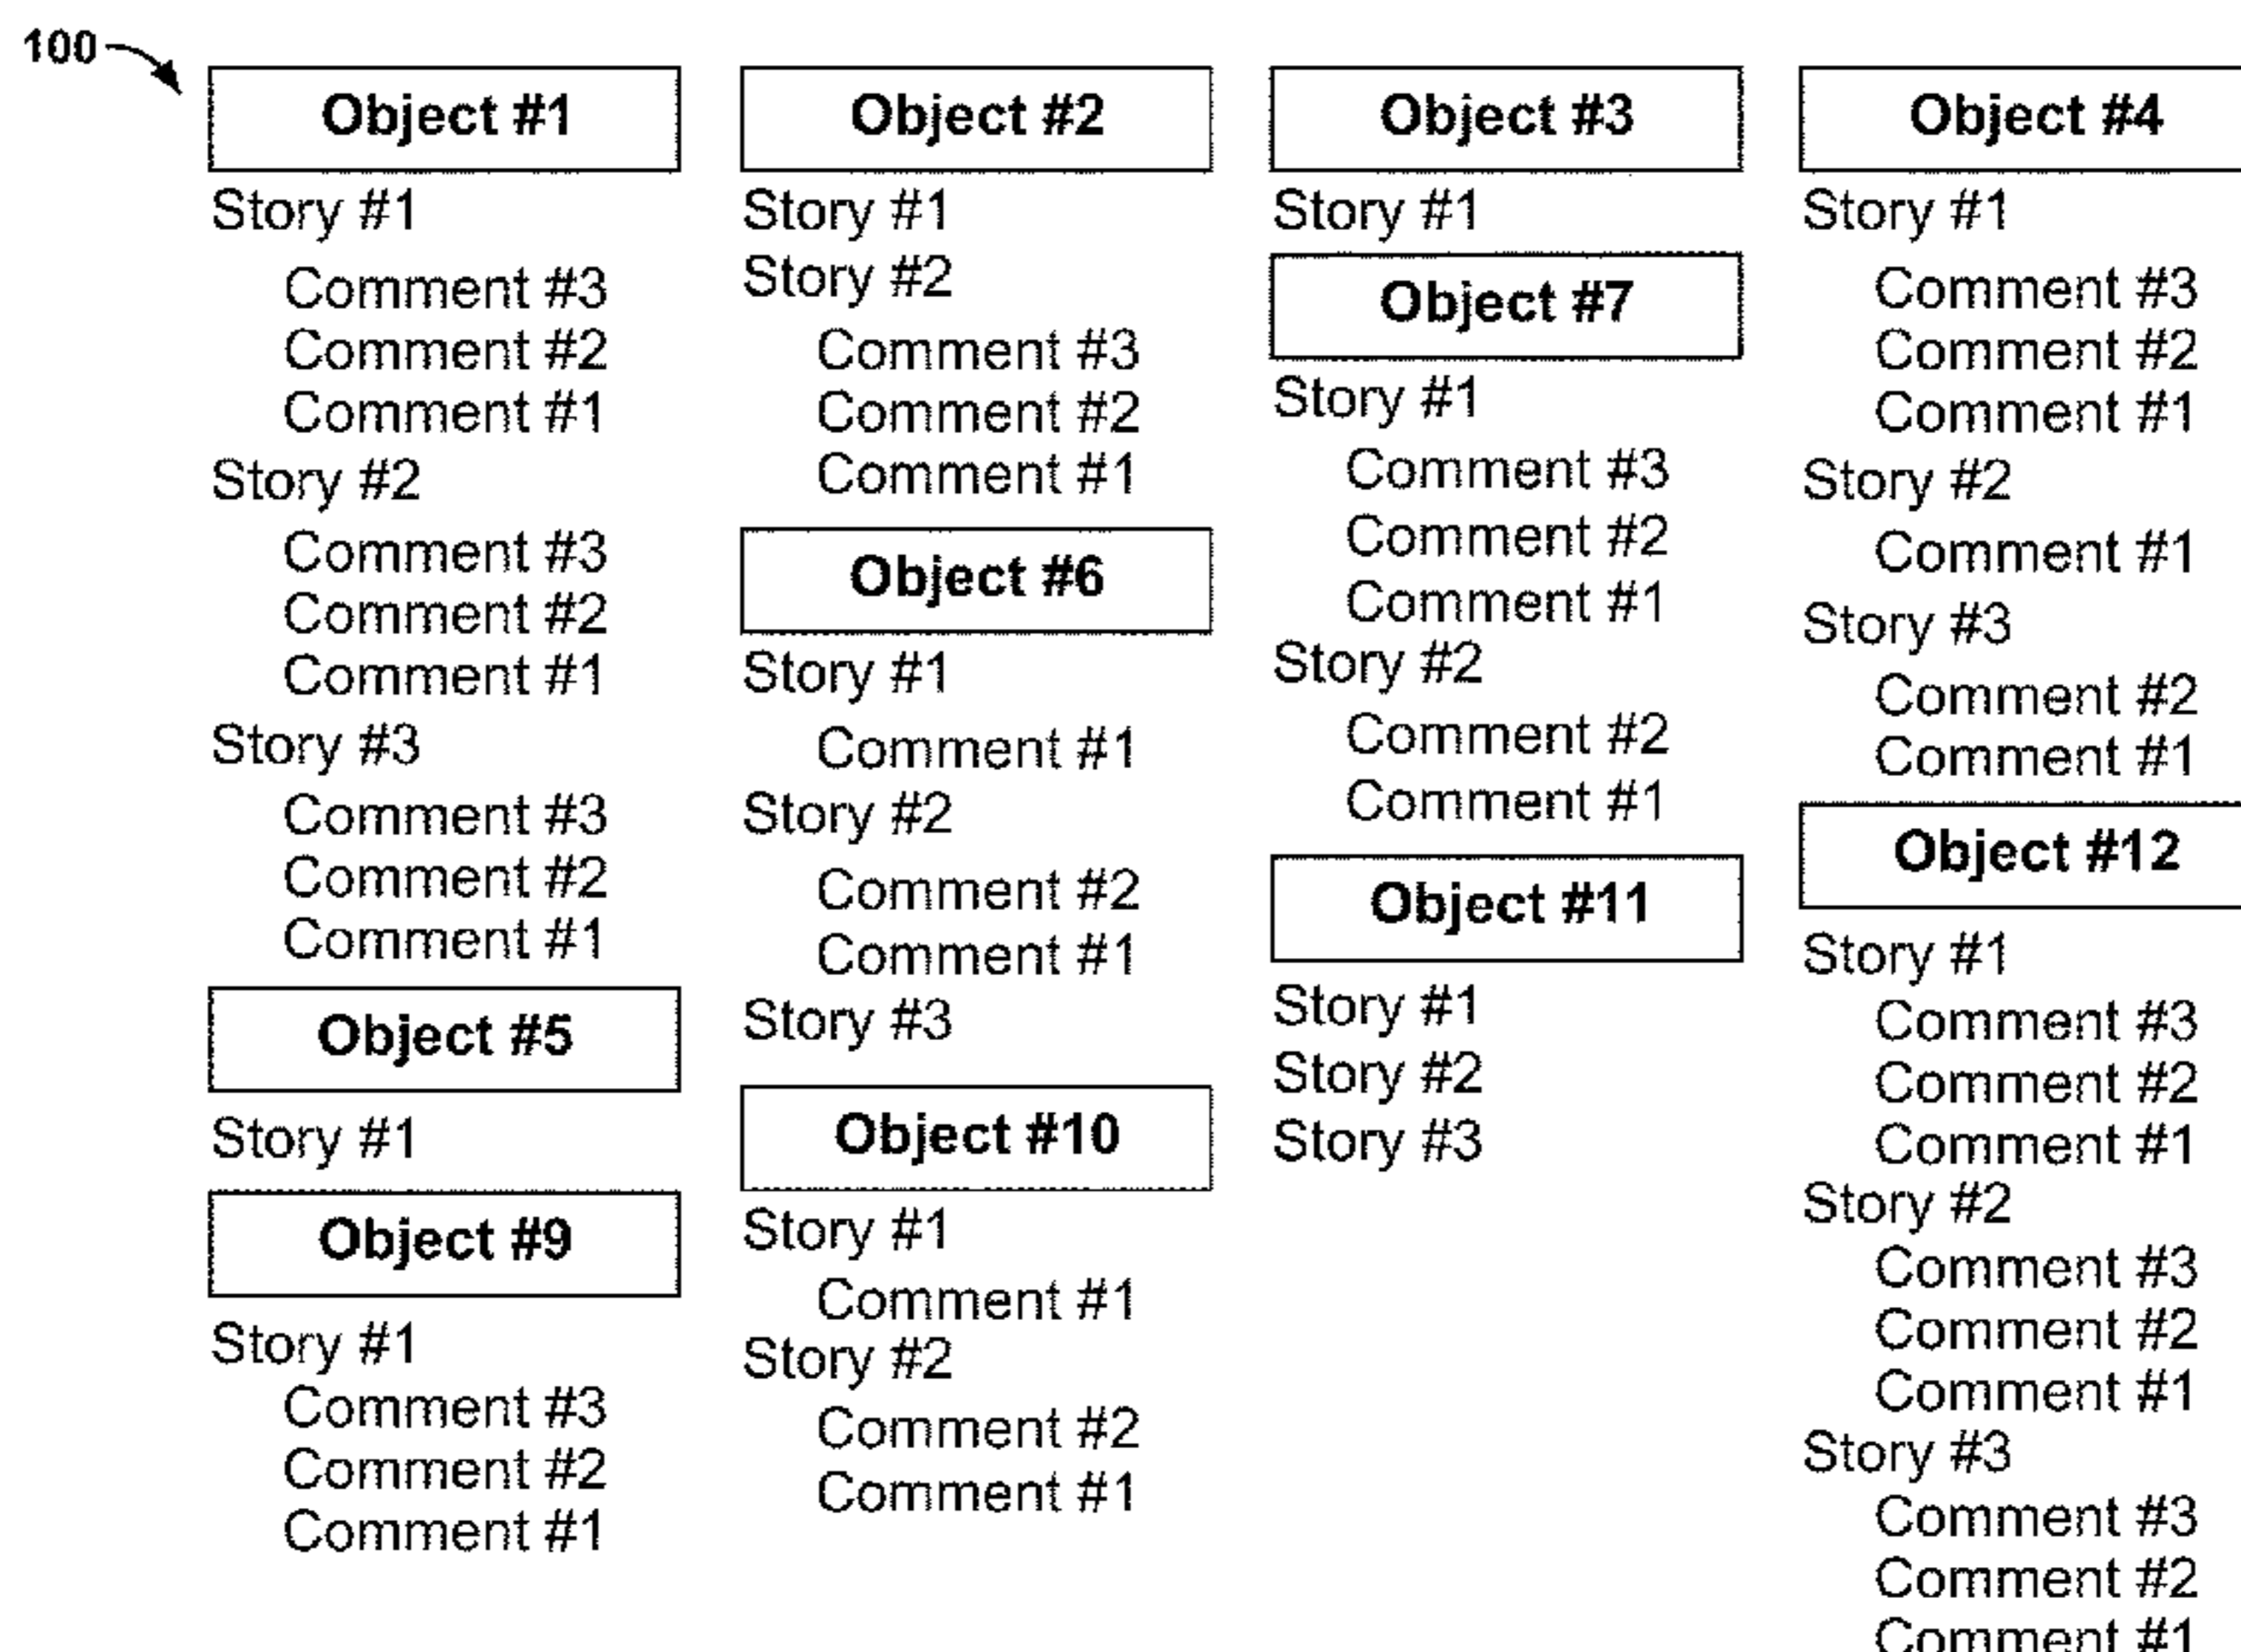 100
Object #1
Story #1
Comment #3
Comment #2
Comment #1
Story #2
Comment #3
Comment #2
Comment #1
Story #3
Comment #3
Comment #2
Comment #1
Object #5
Story #1
Object #9
Story #1
Comment #3
Comment #2
Comment #1
Object #2
Story #1
Story #2
Comment #3
Comment #2
Comment #1
Object #6
Story #1
Comment #1
Story #2
Comment #2
Comment #1
Story #3
Object #10
Story #1
Comment #1
Story #2
Comment #2
Comment #1
Object #3
Story #1
Object #7
Story #1
Comment #3
Comment #2
Comment #1
Story #2
Comment #2
Comment #1
Object #11
Story #1
Story #2
Story #3
Object #4
Story #1
Comment #3
Comment #2
Comment #1
Story #2
Comment #1
Story #3
Comment #2
Comment #1
Object #12
Story #1
Comment #3
Comment #2
Comment #1
Story #2
Comment #3
Comment #2
Comment #1
Story #3
Comment #3
Comment #2
Comment #1